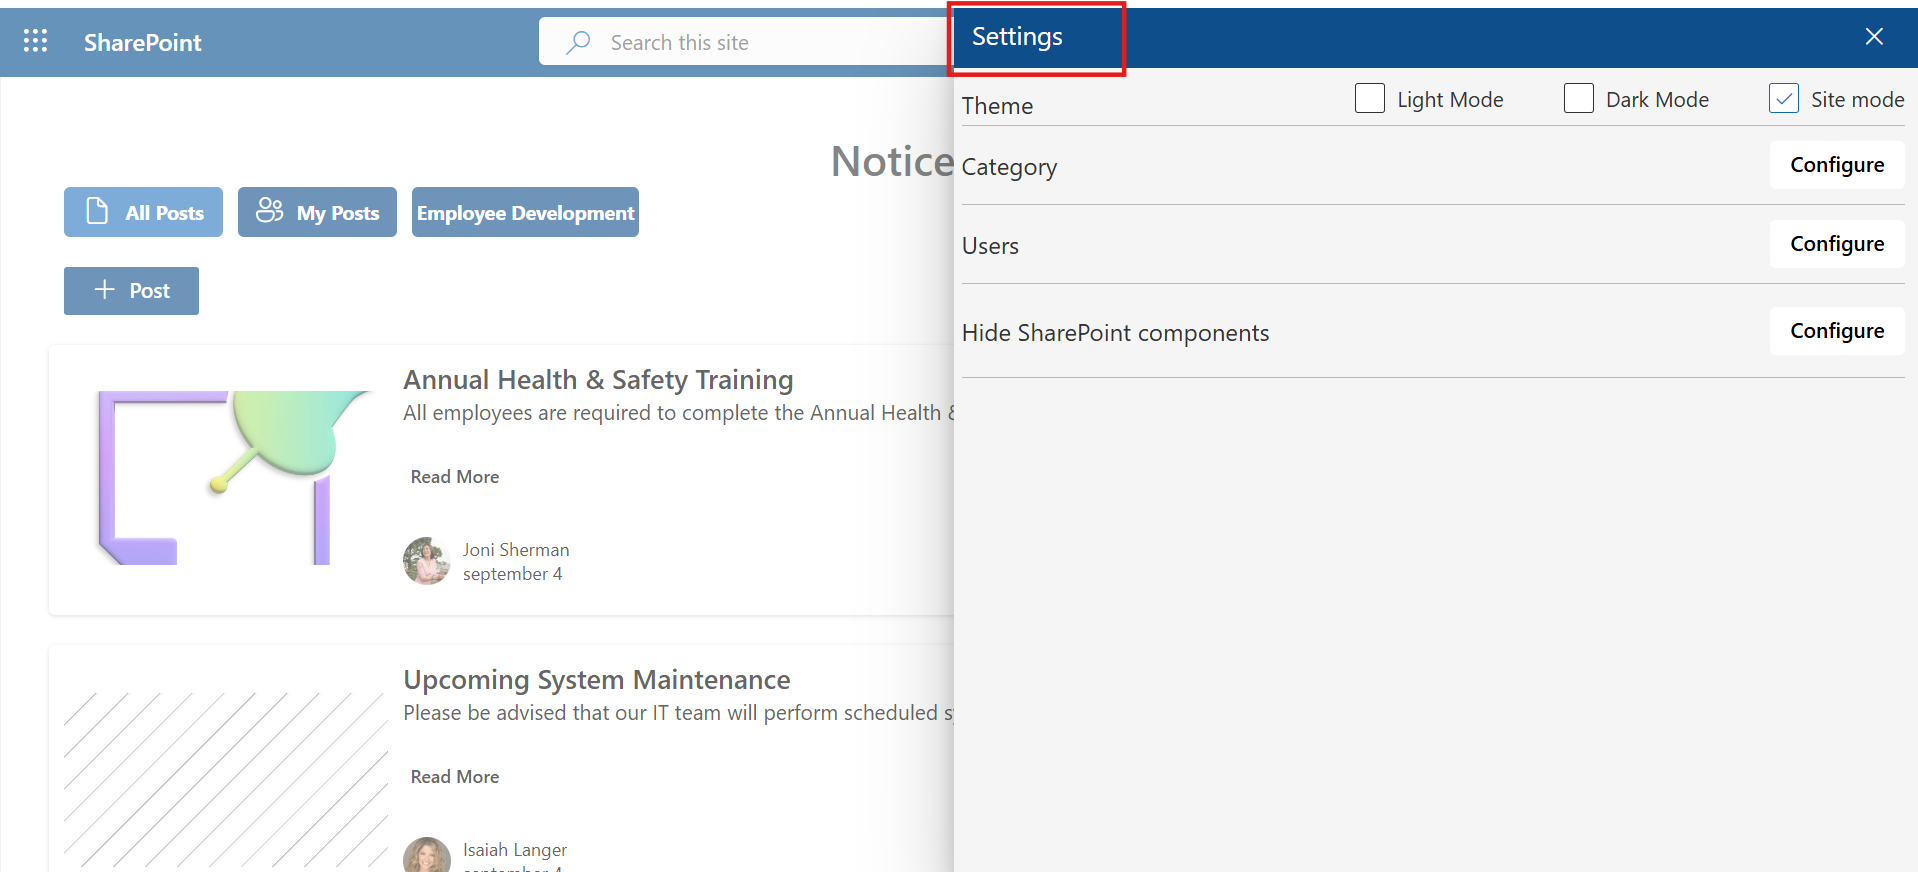 SharePoint
Search this site
Settings
Theme
Light Mode
Dark Mode
Site mode
Notice
Category
Configure
All Posts
My Posts
Employee Development
Users
Configure
Post
Hide SharePoint components
Configure
Annual Health & Safety Training
All employees are required to complete the Annual Health &
Read More
Joni Sherman
september 4
Upcoming System Maintenance
Please be advised that our IT team will perform scheduled
Read More
Isaiah Langer
september 4